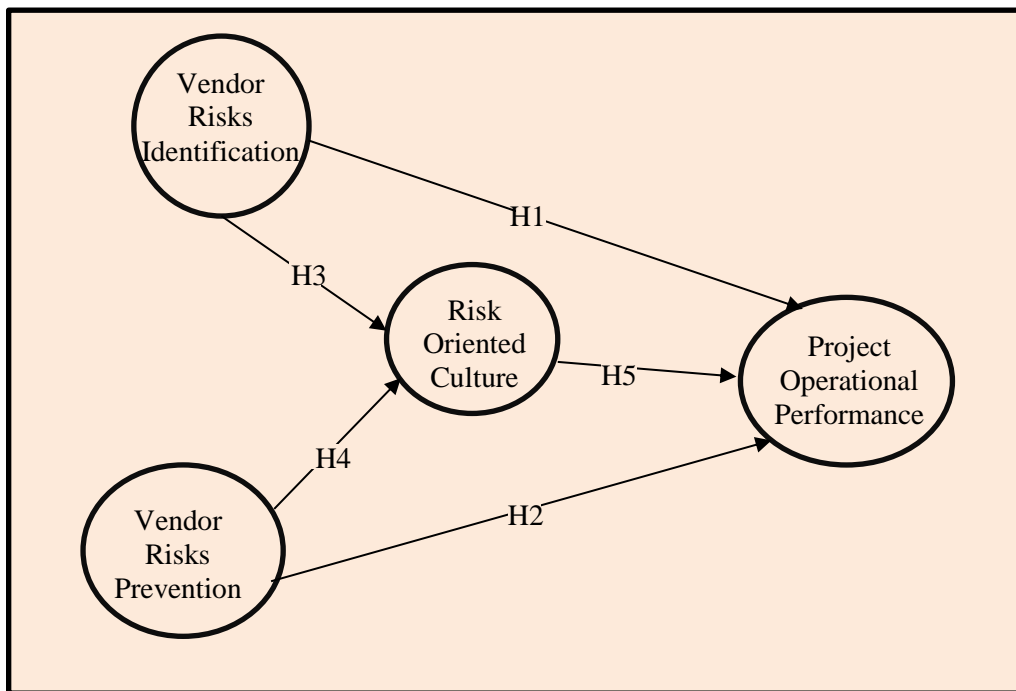 Vendor
Risks
Identification
H1
H3
Risk
Oriented
Culture
H5
Project
Operational
Performance
H4
H2
Vendor
Risks
Prevention